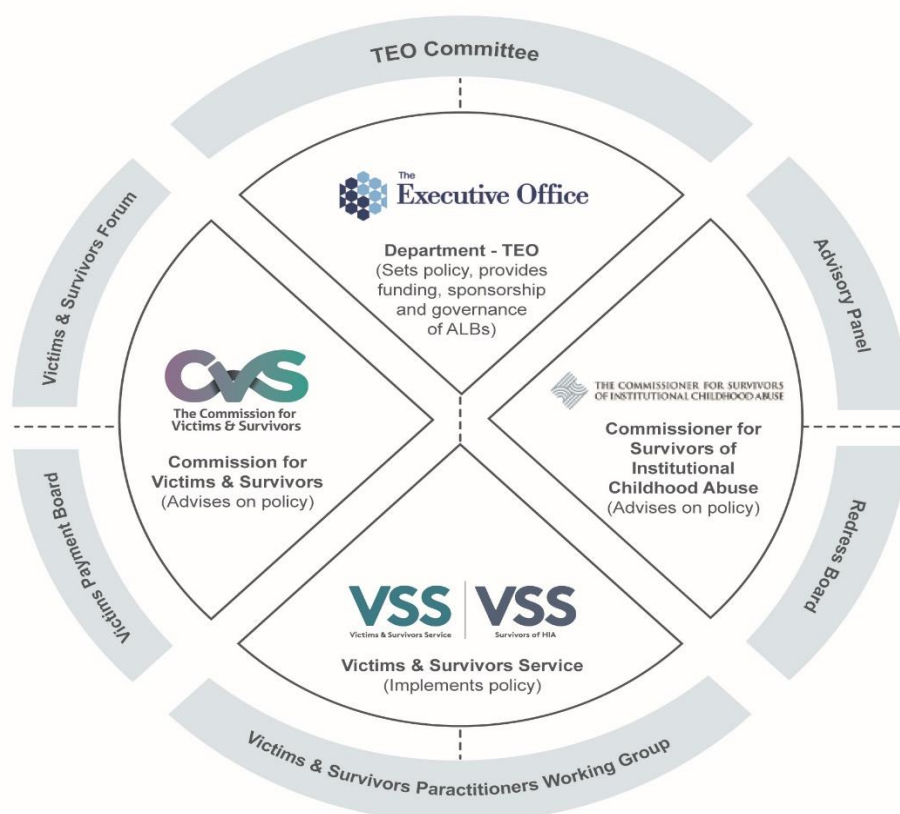 TEO Committee
Victims & Survivors Forum
Advisory Panel
The
Executive Office
Department - TEO
(Sets policy, provides
funding, sponsorship
and governance
of ALBs)
CVS
The Commission for
Victims & Survivors
Commission for
Victims & Survivors
(Advises on policy)
THE COMMISSIONER FOR SURVIVORS
OF INSTITUTIONAL CHILDHOOD ABUSE
Commissioner for
Survivors of
Institutional
Childhood Abuse
(Advises on policy)
Victims Payment Board
Redress Board
VSS
Victims & Survivors Service
VSS
Survivors of HIA
Victims & Survivors Service
(Implements policy)
Victims & Survivors Paractitioners Working Group